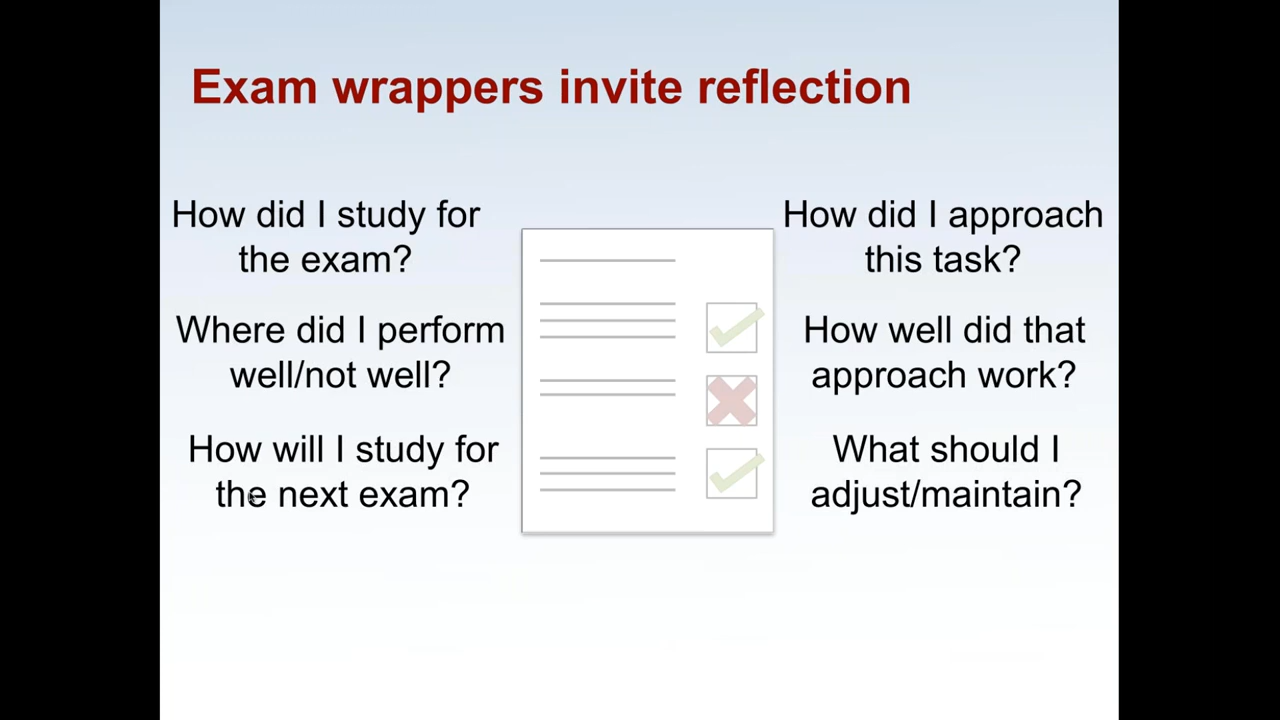 Exam wrappers invite reflection
How did I study for
the exam?
Where did I perform
well/not well?
How will I study for
the next exam?
How did I approach
this task?
How well did that
approach work?
What should I
adjust/maintain?